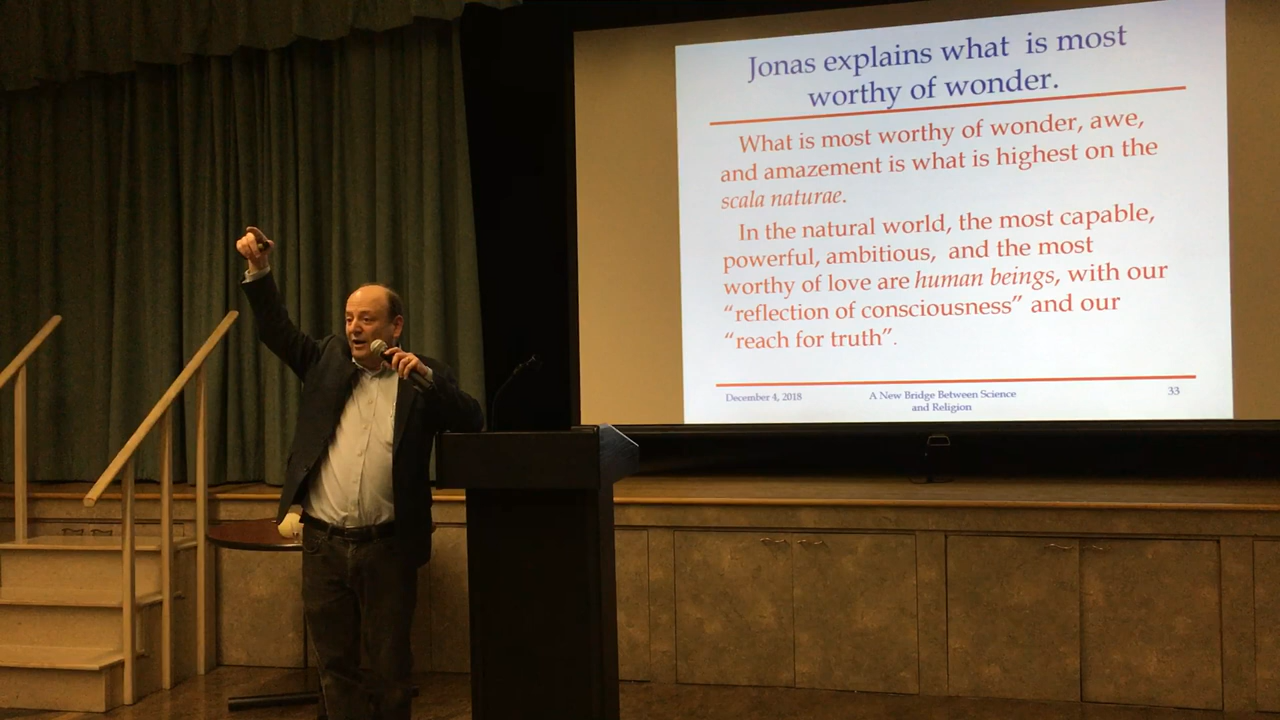 Jonas explains what is most
worthy of wonder.
What is most worthy of wonder, awe,
and amazement is what is highest on the
scala naturae.
In the natural world, the most capable,
powerful, ambitious, and the most
worthy of love are human beings, with our
“reflection of consciousness” and our
“reach for truth”.
December 4, 2018
A New Bridge Between Science
and Religion
33